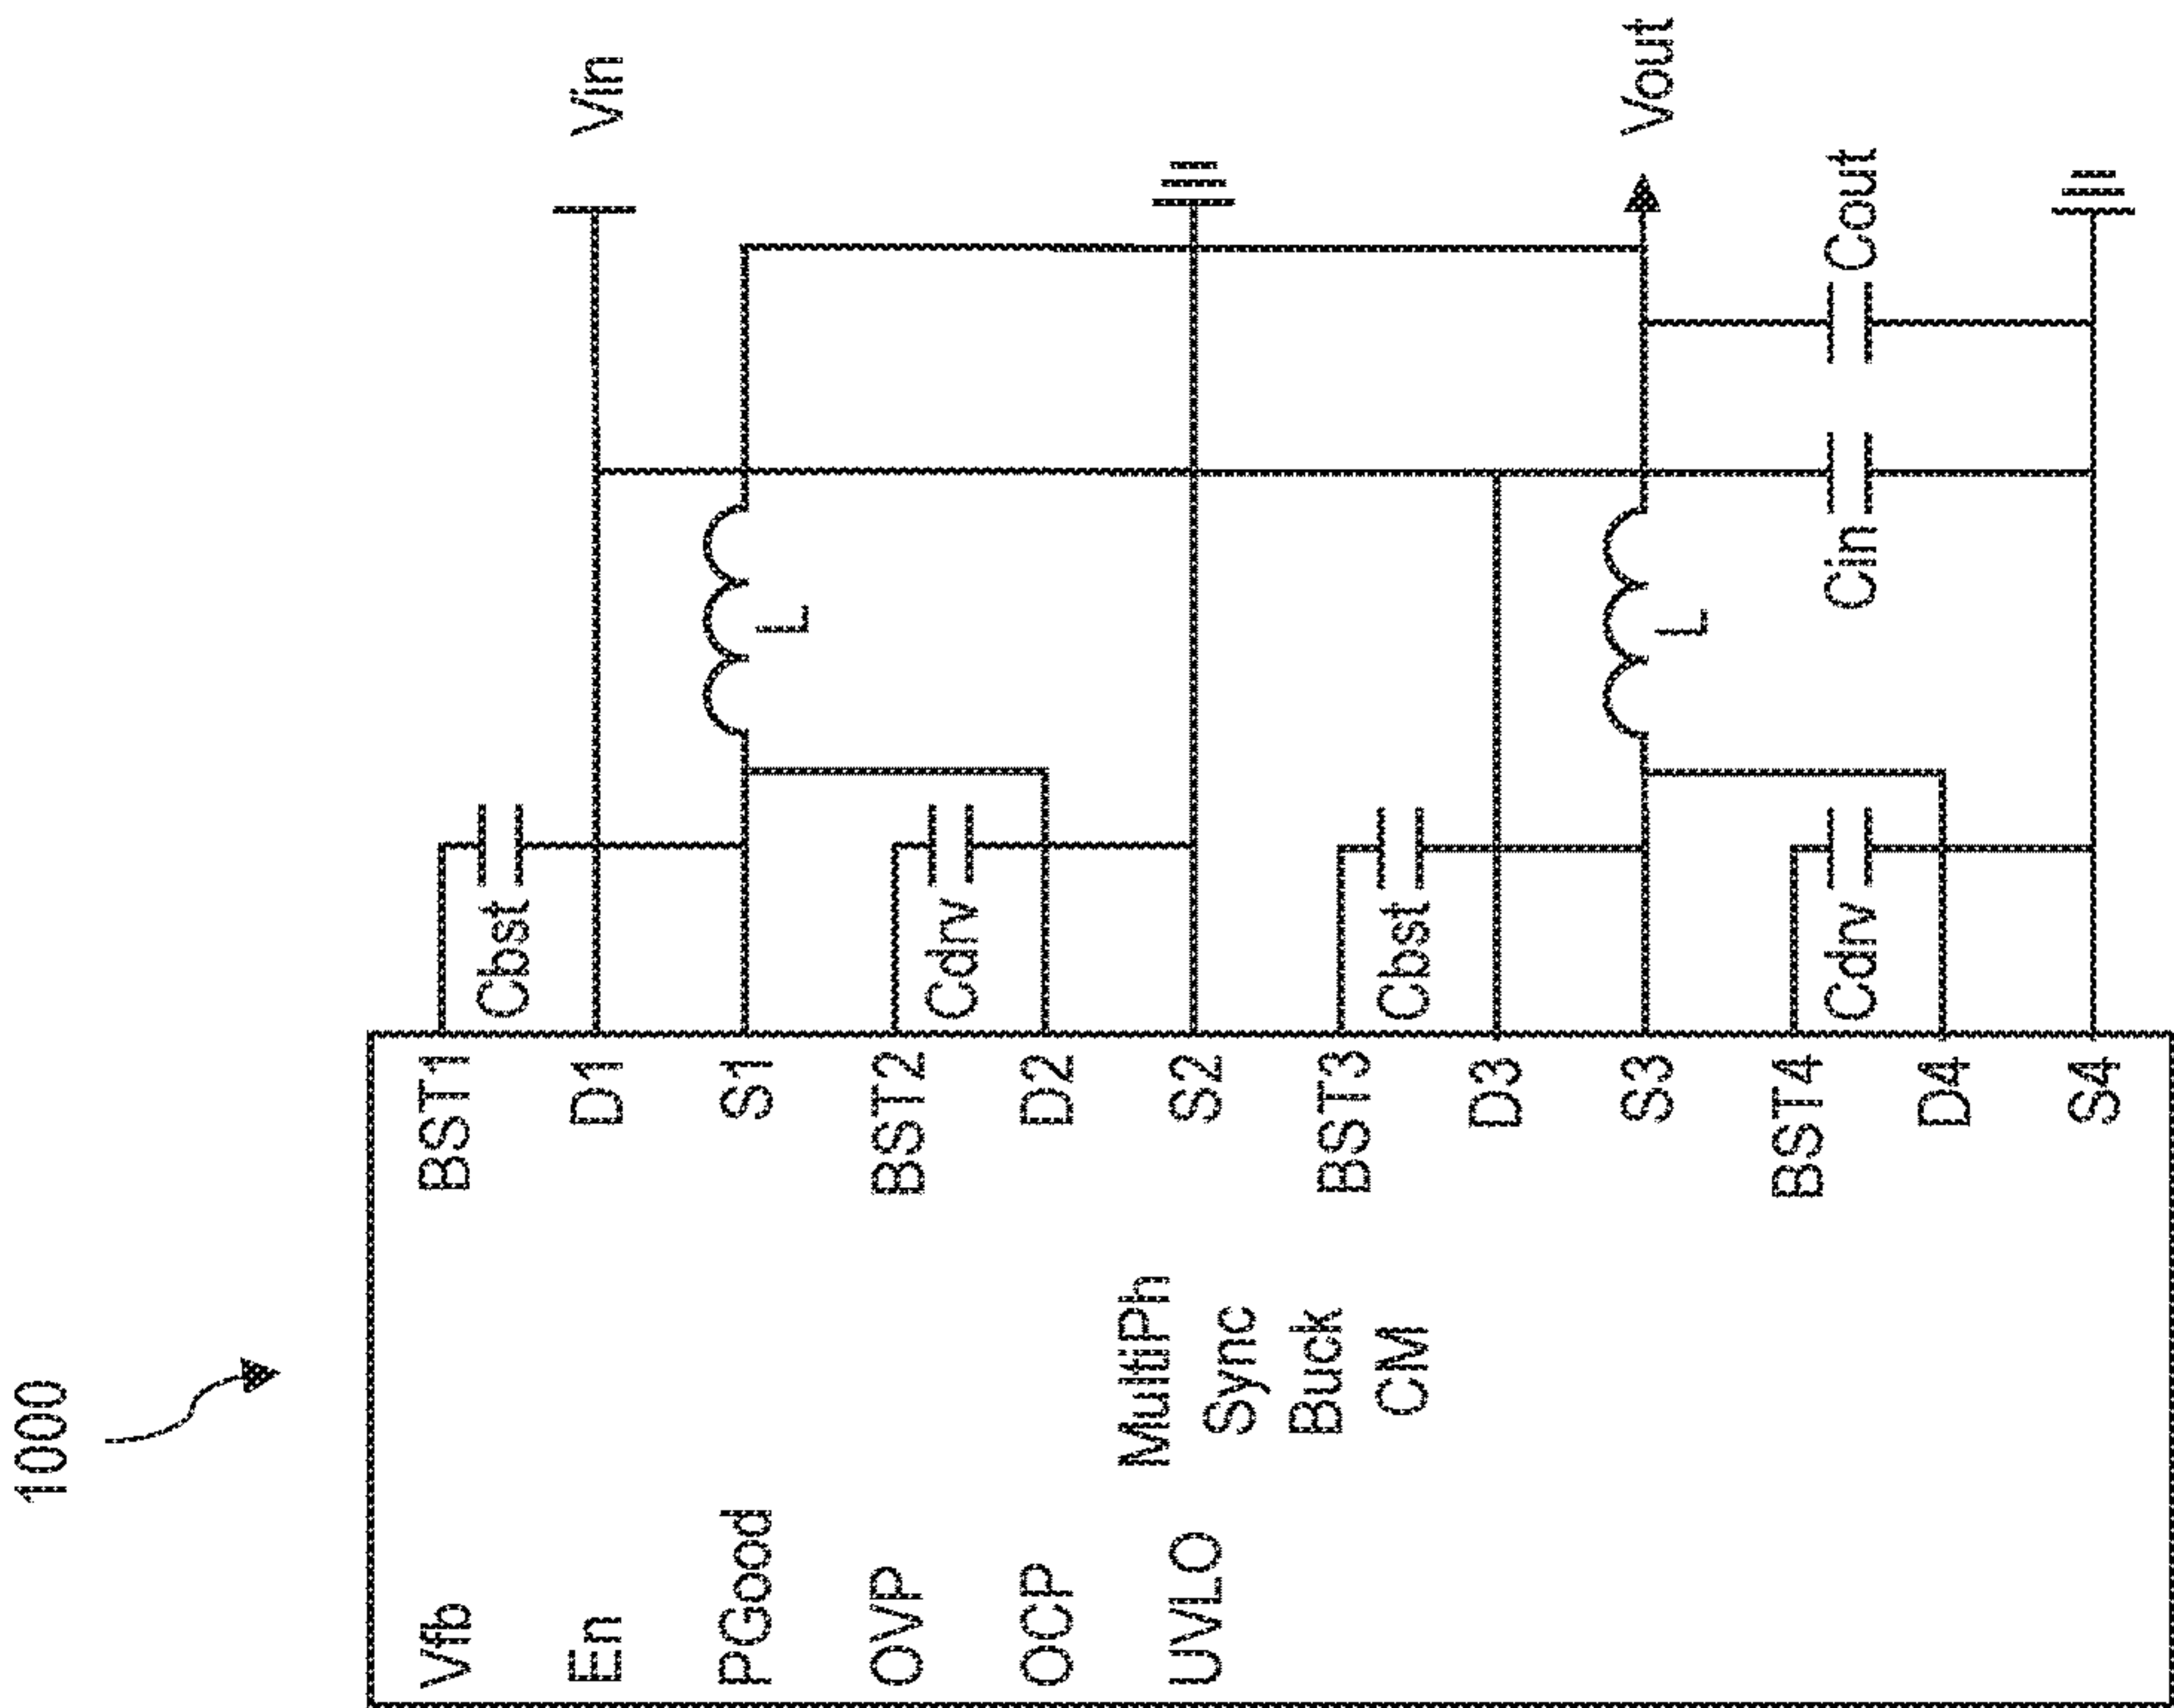 1000
Vfb
En
PGood
OVP
OCP
UVLO
MultiPh
Sync
Buck
CM
BST1
D1
S1
BST2
D2
S2
BST3
D3
S3
BST4
D4
S4
Cbst
Cdrv
Cbst
Cdrv
L
L
Cin
Cout
Vin
Vout